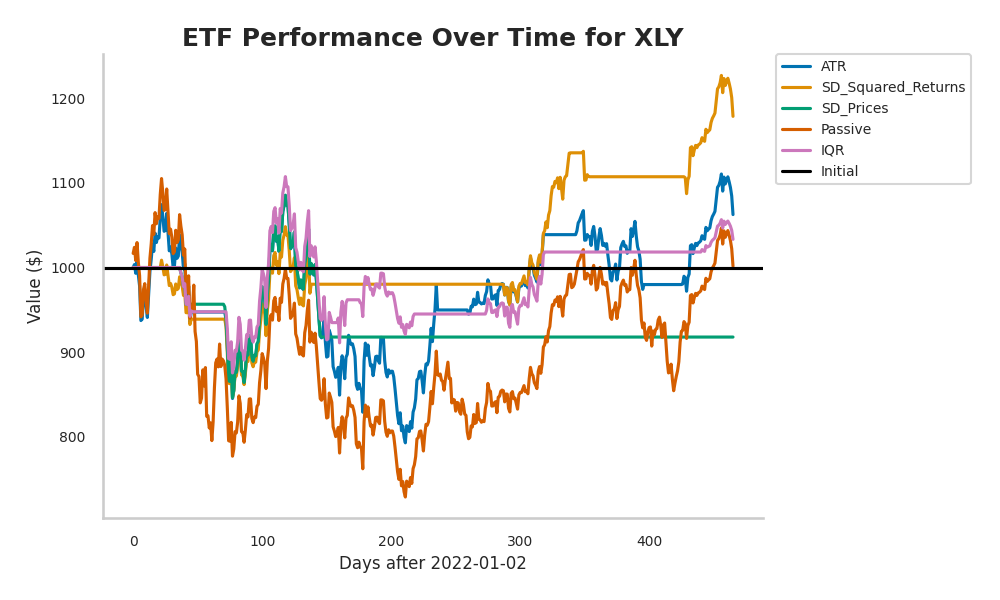 ETF Performance Over Time for XLY
ATR
SD_Squared_Returns
SD_Prices
Passive
IQR
Initial
Value ($)
1200
1100
1000
900
800
0 100 200 300 400
Days after 2022-01-02